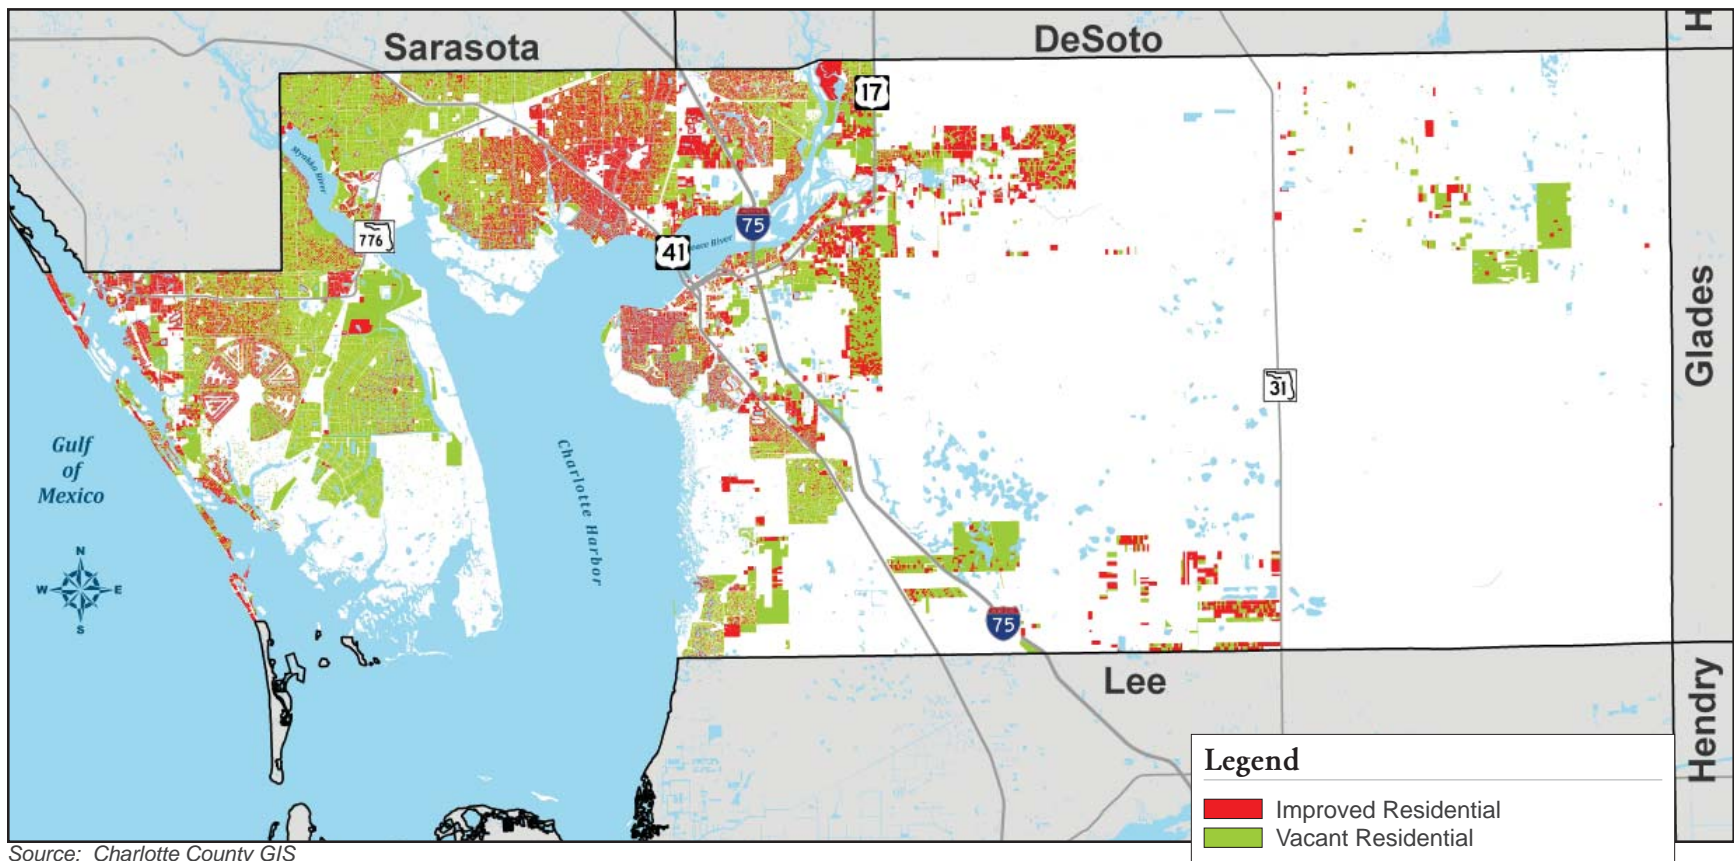 Sarasota
DeSoto
H
17
Myakka River
776
75
41
Peace River
Glades
31
Gulf
of
Mexico
Charlotte Harbor
N
W E
S
75
Lee
Hendry
Legend
Improved Residential
Vacant Residential
Source: Charlotte County GIS